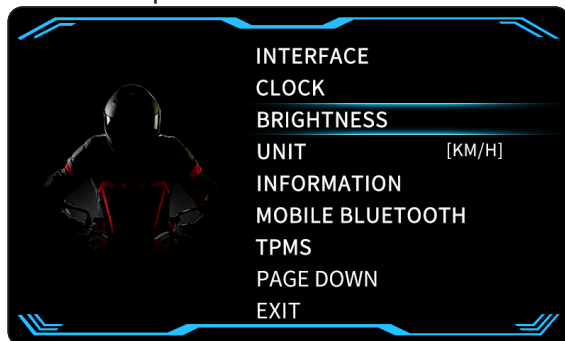 INTERFACE
CLOCK
BRIGHTNESS
UNIT [KM/H]
INFORMATION
MOBILE BLUETOOTH
TPMS
PAGE DOWN
EXIT